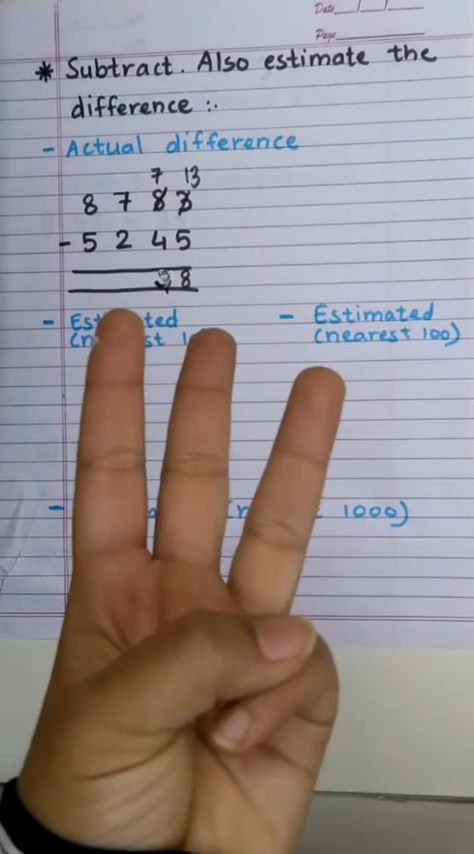 Date
Page
* Subtract. Also estimate the
difference :.
- Actual difference
7 13
8 7 8 3
- 5 2 4 5
3 8
- - Estimated
(nearest 100)
- 1000)